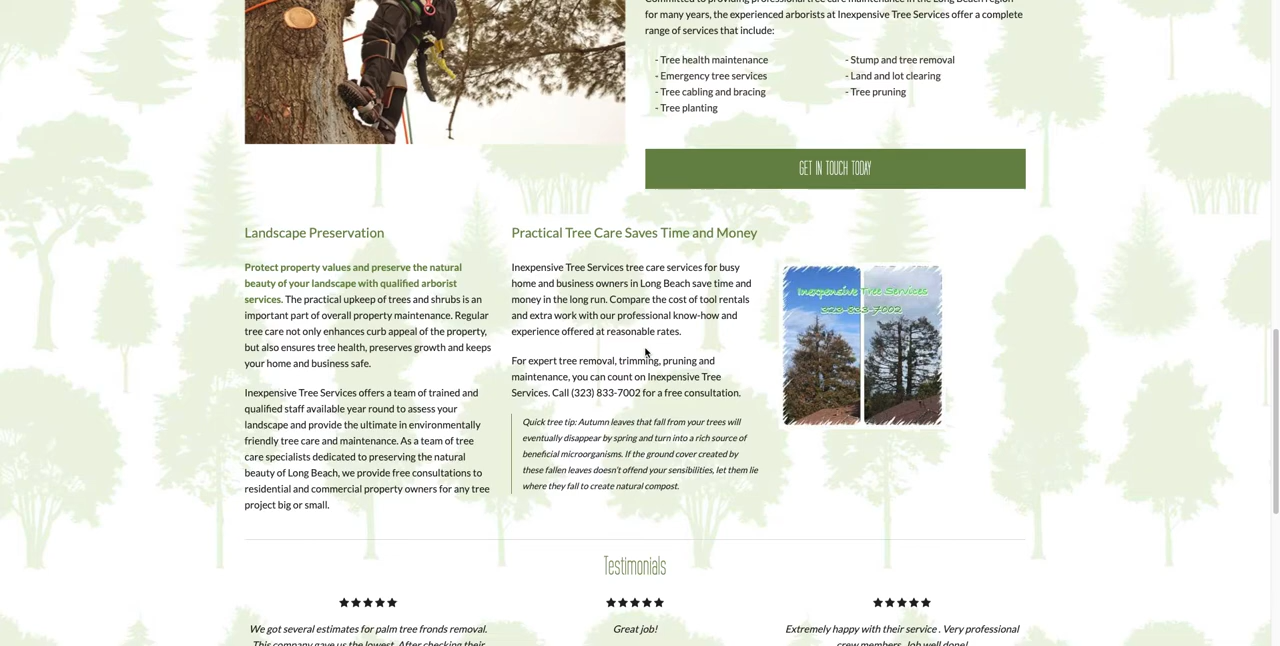 Committed to providing professional tree care maintenance in the Long Beach region
for many years, the experienced arborists at Inexpensive Tree Services offer a complete
range of services that include:
- Tree health maintenance
- Emergency tree services
- Tree cabling and bracing
- Tree planting
- Stump and tree removal
- Land and lot clearing
- Tree pruning
GET IN TOUCH TODAY
Landscape Preservation
Protect property values and preserve the natural
beauty of your landscape with qualified arborist
services. The practical upkeep of trees and shrubs is an
important part of overall property maintenance. Regular
tree care not only enhances curb appeal of the property,
but also ensures tree health, preserves growth and keeps
your home and business safe.
Inexpensive Tree Services offers a team of trained and
qualified staff available year round to assess your
landscape and provide the ultimate in environmentally
friendly tree care and maintenance. As a team of tree
care specialists dedicated to preserving the natural
beauty of Long Beach, we provide free consultations to
residential and commercial property owners for any tree
project big or small.
Practical Tree Care Saves Time and Money
Inexpensive Tree Services tree care services for busy
home and business owners in Long Beach save time and
money in the long run. Compare the cost of tool rentals
and extra work with our professional know-how and
experience offered at reasonable rates.
For expert tree removal, trimming, pruning and
maintenance, you can count on Inexpensive Tree
Services. Call (323) 833-7002 for a free consultation.
Quick tree tip: Autumn leaves that fall from your trees will
eventually disappear by spring and turn into a rich source of
beneficial microorganisms. If the ground cover created by
these fallen leaves doesn't offend your sensibilities, let them lie
where they fall to create natural compost.
Inexpensive Tree Services
323-833-7002
Testimonials
We got several estimates for palm tree fronds removal.
This company gave us the lowest. After checking their
Great job!
Extremely happy with their service . Very professional
crew members. Job well done!